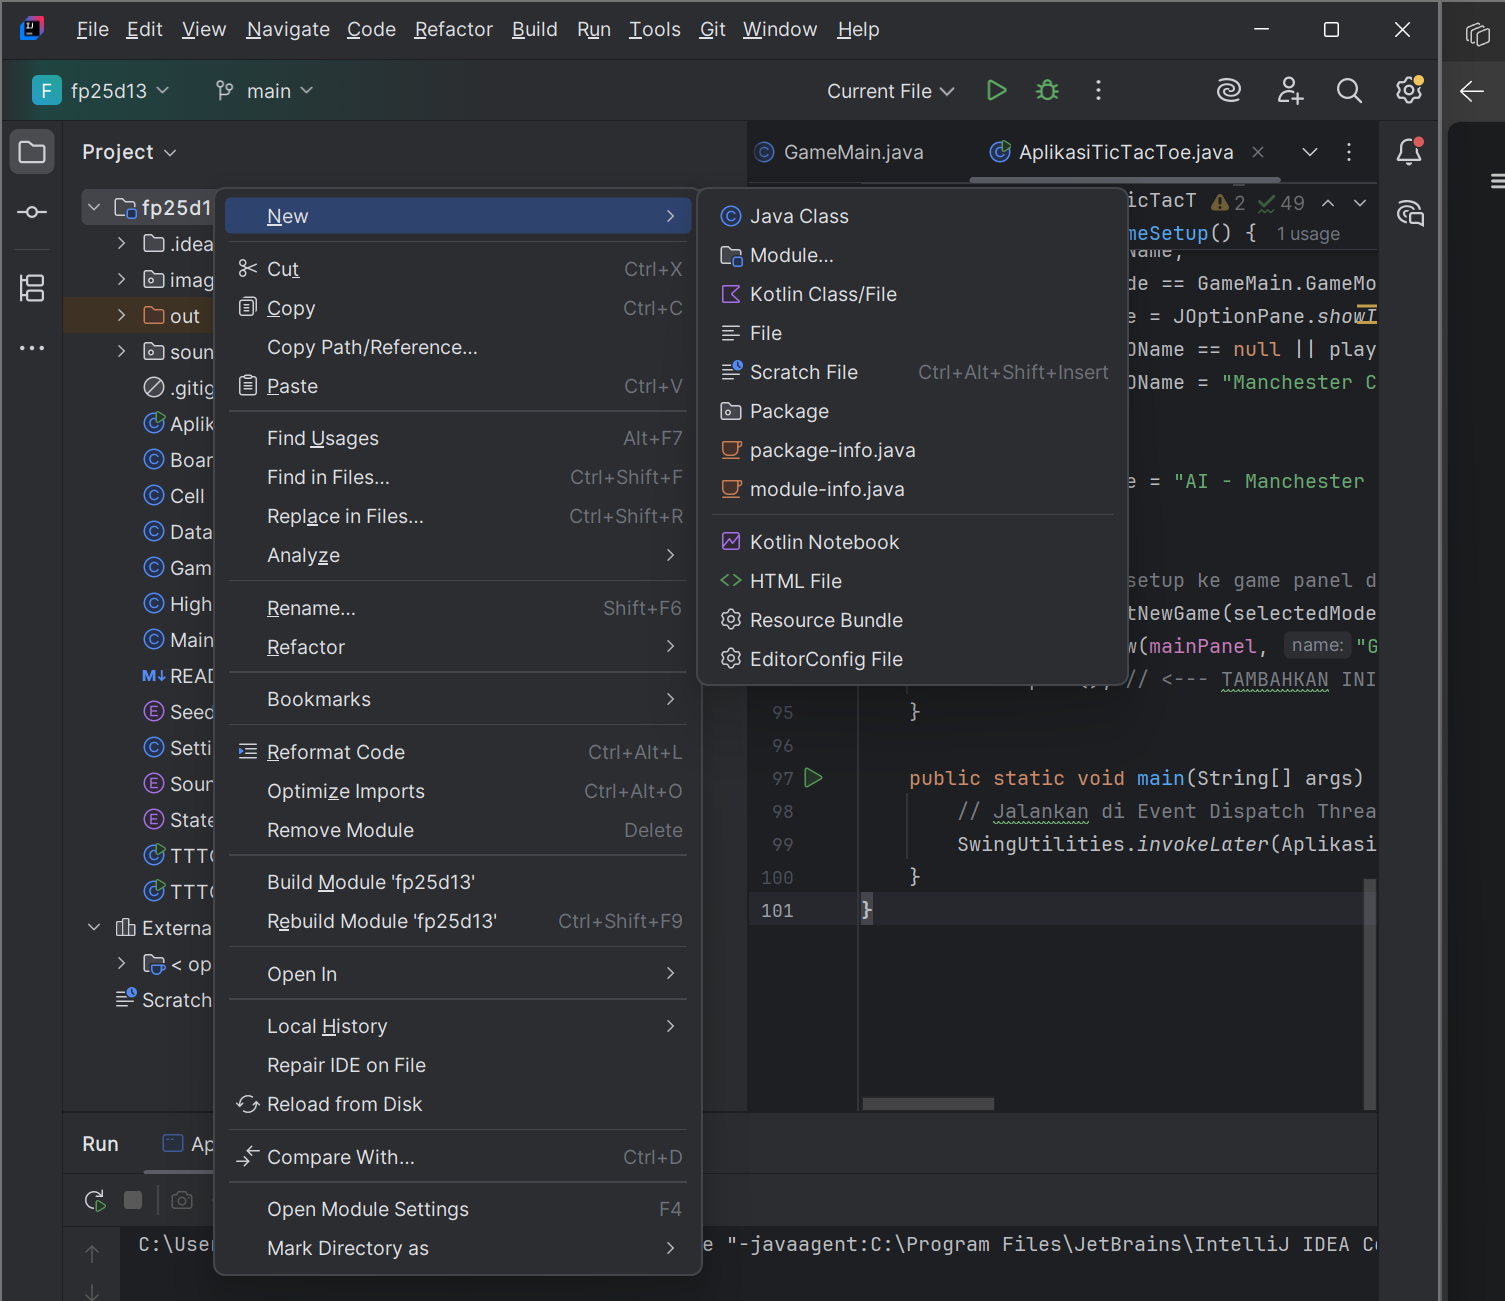 File Edit View Navigate Code Refactor Build Run Tools Git Window Help
F fp25d13 main Current File
Project
GameMain.java AplikasiTicTacToe.java
fp25d1
.idea
imag
out
soun
.gitig
Aplik
Boar
Cell
Data
Gam
High
Main
M↓ READ
Seed
Setti
Soun
State
TTT
TTT
Externa
< op
Scratch
New
Cut Ctrl+X
Copy Ctrl+C
Copy Path/Reference...
Paste Ctrl+V
Find Usages Alt+F7
Find in Files... Ctrl+Shift+F
Replace in Files... Ctrl+Shift+R
Analyze
Rename... Shift+F6
Refactor
Bookmarks
Reformat Code Ctrl+Alt+L
Optimize Imports Ctrl+Alt+O
Remove Module Delete
Build Module 'fp25d13'
Rebuild Module 'fp25d13' Ctrl+Shift+F9
Open In
Local History
Repair IDE on File
Reload from Disk
Compare With... Ctrl+D
Open Module Settings F4
Mark Directory as
Java Class
Module...
Kotlin Class/File
File
Scratch File Ctrl+Alt+Shift+Insert
Package
package-info.java
module-info.java
Kotlin Notebook
HTML File
Resource Bundle
EditorConfig File
icTacT 2 49
meSetup() { 1 usage
Name;
de == GameMain.GameMo
e = JOptionPane.showI
OName == null || play
OName = "Manchester C
e = "AI - Manchester
setup ke game panel d
tNewGame(selectedMode
w(mainPanel, name: "G
// <--- TAMBAHKAN INI
95 }
96
97 public static void main(String[] args)
98 // Jalankan di Event Dispatch Threa
99 SwingUtilities.invokeLater(Aplikasi
100 }
101 }
Run Ap
C:\User
e "-javaagent:C:\Program Files\JetBrains\IntelliJ IDEA Co